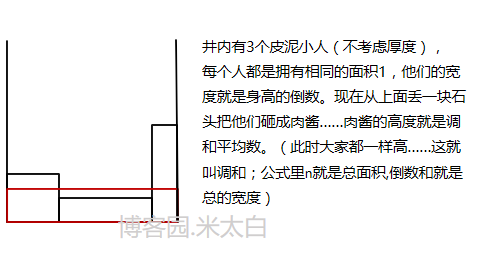 井内有3个皮泥小人（不考虑厚度），
每个人都是拥有相同的面积1，他们的宽
度就是身高的倒数。现在从上面丢一块石
头把他们砸成肉酱……肉酱的高度就是调
和平均数。（此时大家都一样高……这就
叫调和；公式里n就是总面积,倒数和就是
总的宽度）
博客园.米太白